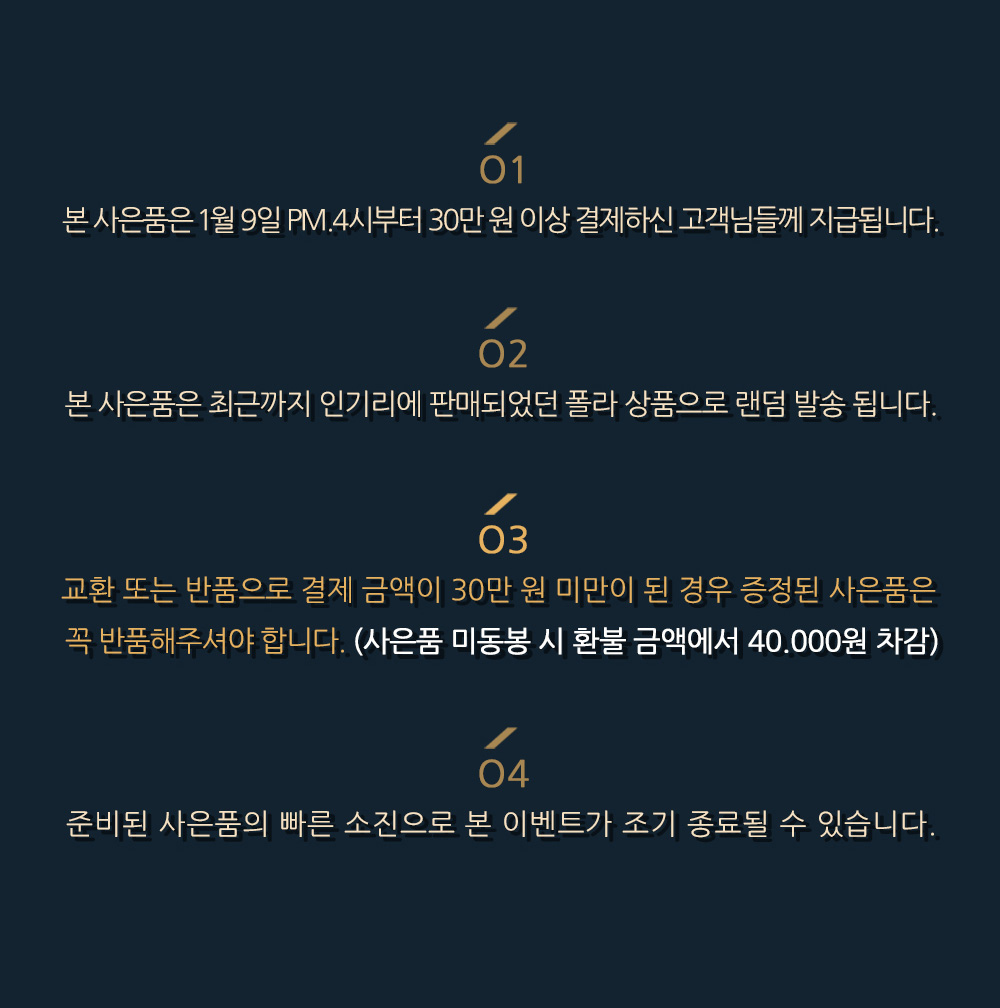 01
본 사은품은 1월 9일 PM.4시부터 30만 원 이상 결제하신 고객님들께 지급됩니다.
02
본 사은품은 최근까지 인기리에 판매되었던 폴라 상품으로 랜덤 발송 됩니다.
03
교환 또는 반품으로 결제 금액이 30만 원 미만이 된 경우 증정된 사은품은
꼭 반품해주셔야 합니다. (사은품 미동봉 시 환불 금액에서 40.000원 차감)
04
준비된 사은품의 빠른 소진으로 본 이벤트가 조기 종료될 수 있습니다.